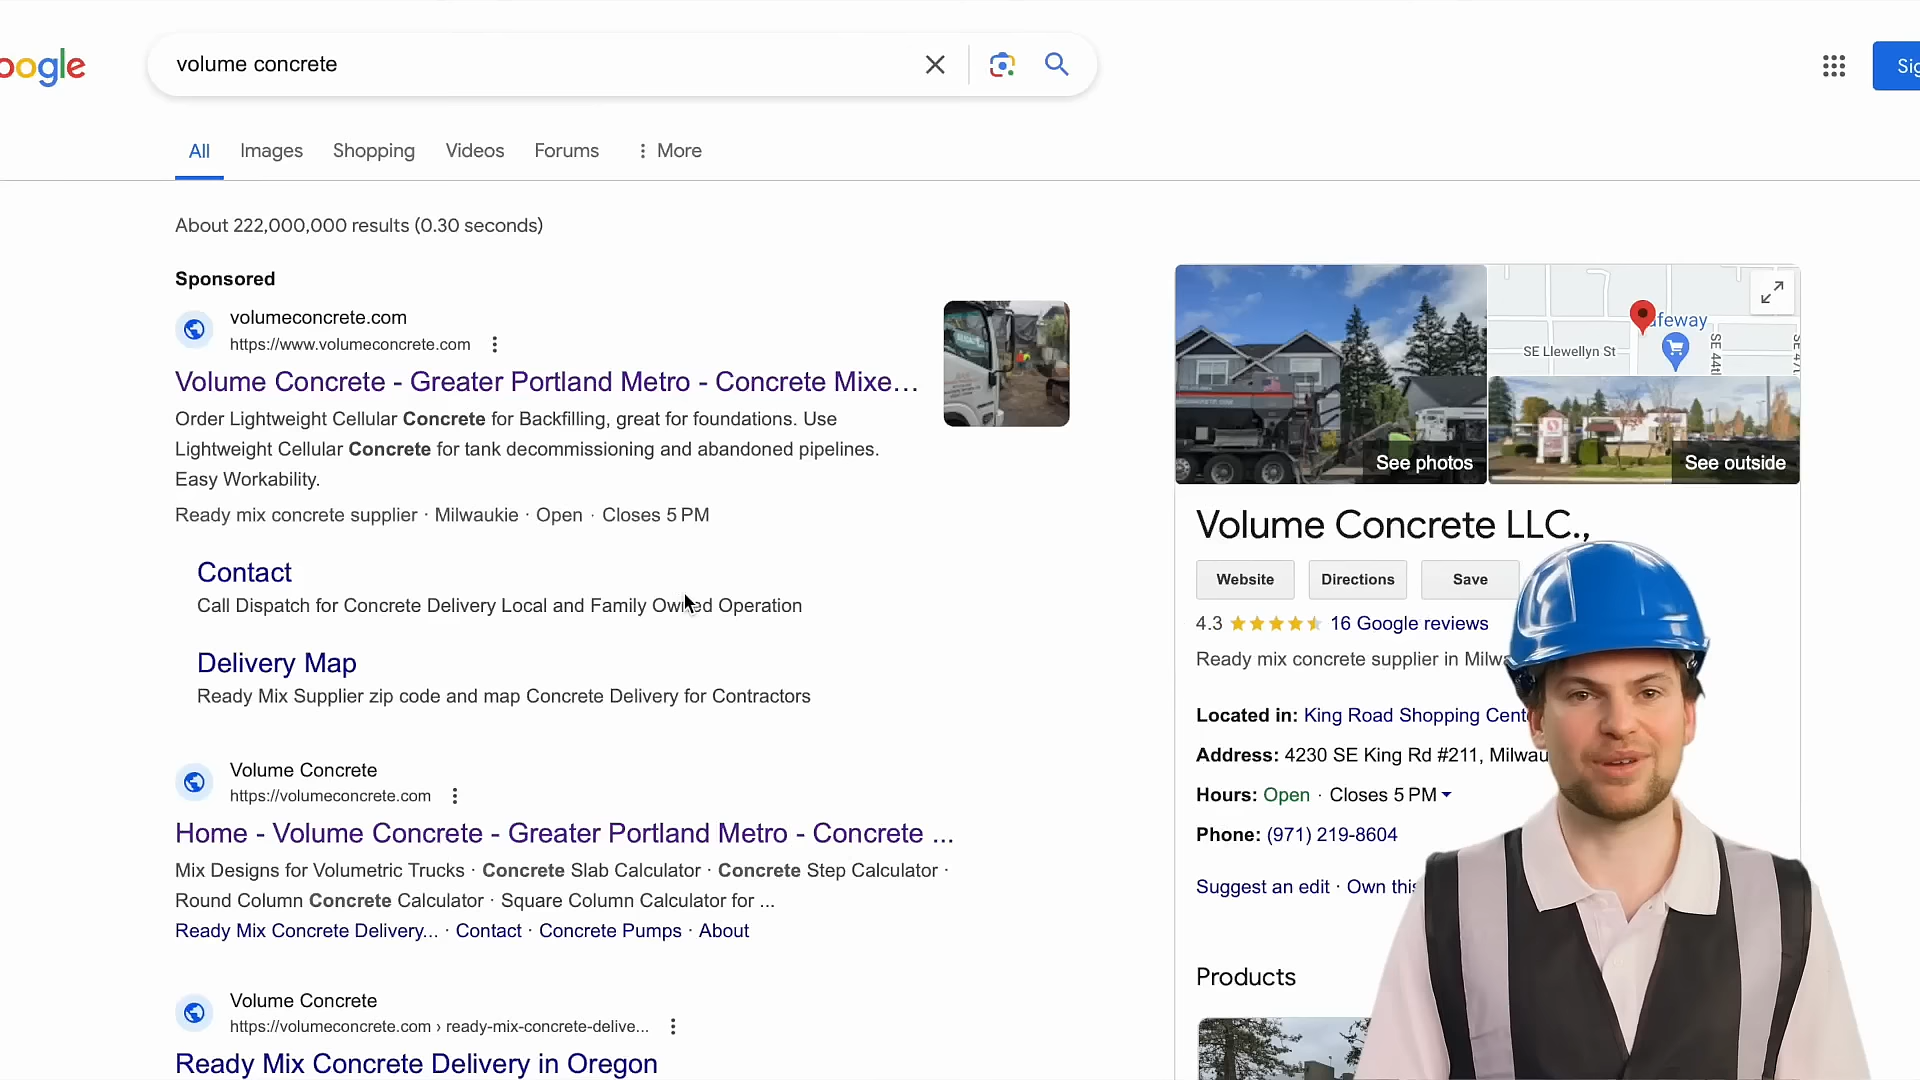 oogle
volume concrete
Sig
All
Images
Shopping
Videos
Forums
More
About 222,000,000 results (0.30 seconds)
Sponsored
volumeconcrete.com
https://www.volumeconcrete.com
Volume Concrete - Greater Portland Metro - Concrete Mixe...
Order Lightweight Cellular Concrete for Backfilling, great for foundations. Use
Lightweight Cellular Concrete for tank decommissioning and abandoned pipelines.
Easy Workability.
Ready mix concrete supplier · Milwaukie · Open · Closes 5 PM
Contact
Call Dispatch for Concrete Delivery Local and Family Owned Operation
Delivery Map
Ready Mix Supplier zip code and map Concrete Delivery for Contractors
Volume Concrete
https://volumeconcrete.com
Home - Volume Concrete - Greater Portland Metro - Concrete ...
Mix Designs for Volumetric Trucks · Concrete Slab Calculator · Concrete Step Calculator ·
Round Column Concrete Calculator · Square Column Calculator for ...
Ready Mix Concrete Delivery... · Contact · Concrete Pumps · About
Volume Concrete
https://volumeconcrete.com › ready-mix-concrete-delive...
Ready Mix Concrete Delivery in Oregon
See photos
afeway
SE Llewellyn St
SE 44tl
See outside
Volume Concrete LLC.,
Website
Directions
Save
4.3
16 Google reviews
Ready mix concrete supplier in Milw
Located in: King Road Shopping Cent
Address: 4230 SE King Rd #211, Milwau
Hours: Open · Closes 5 PM
Phone: (971) 219-8604
Suggest an edit · Own this
Products